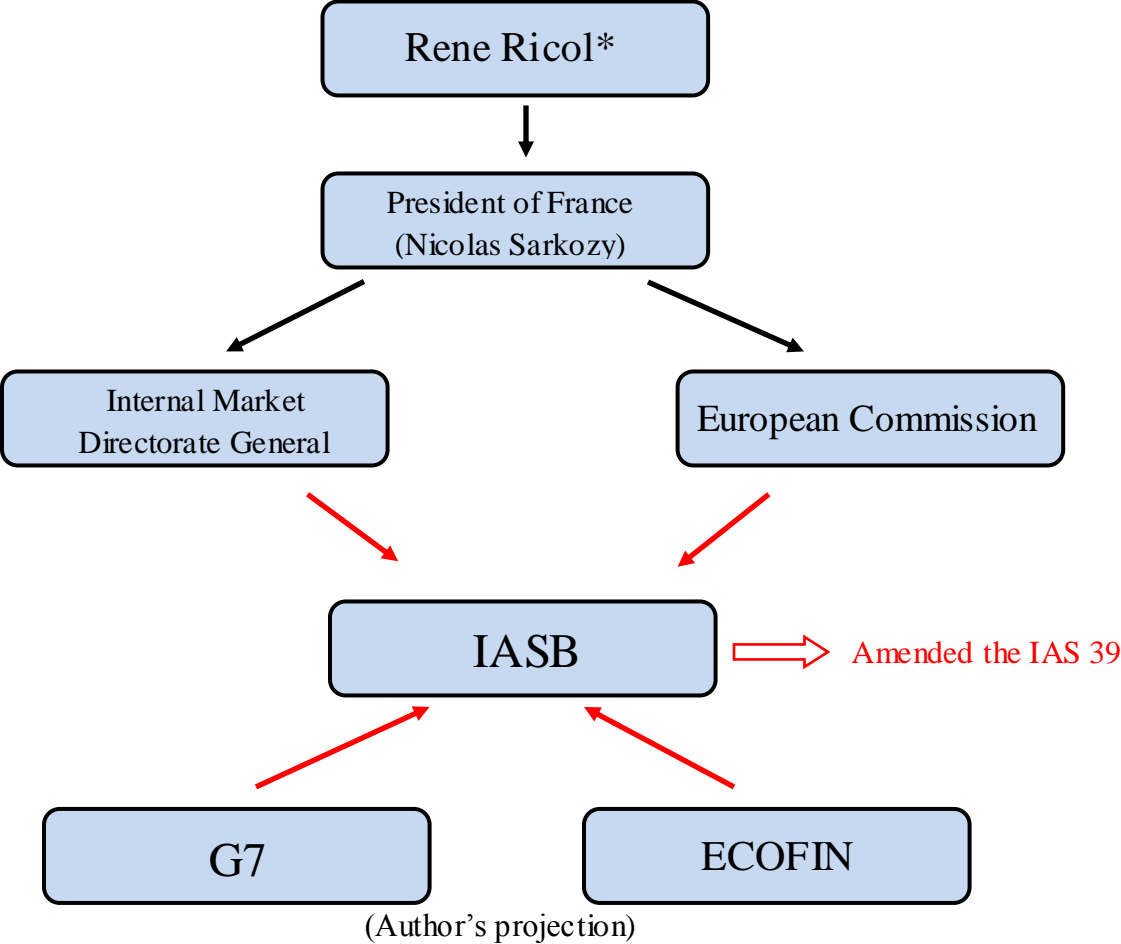 Rene Ricol*
President of France
(Nicolas Sarkozy)
Internal Market
Directorate General
European Commission
IASB
Amended the IAS 39
G7
ECOFIN
(Author’s projection)